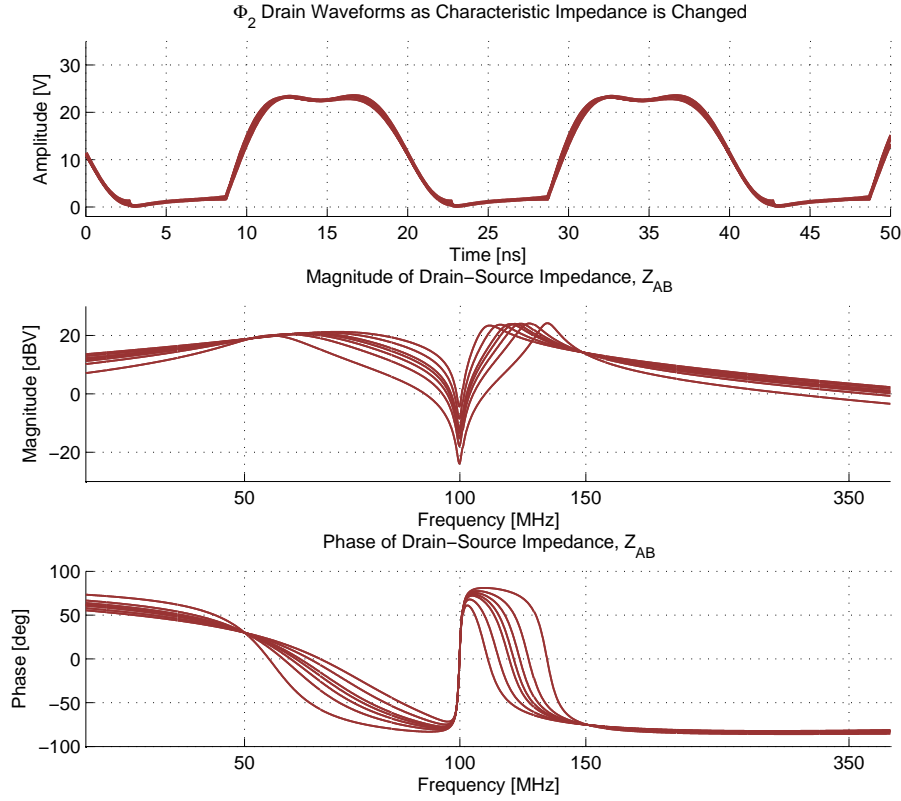 Φ2 Drain Waveforms as Characteristic Impedance is Changed
Amplitude [V]
30
20
10
0
0 5 10 15 20 25 30 35 40 45 50
Time [ns]
Magnitude of Drain−Source Impedance, ZAB
Magnitude [dBV]
20
0
−20
50 100 150 350
Frequency [MHz]
Phase of Drain−Source Impedance, ZAB
Phase [deg]
100
50
0
−50
−100
50 100 150 350
Frequency [MHz]